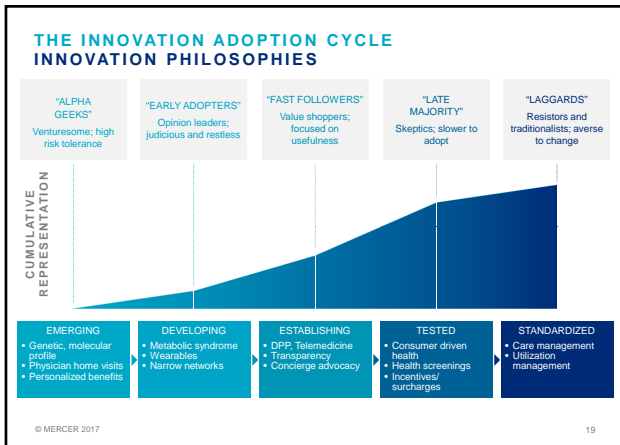 THE INNOVATION ADOPTION CYCLE
INNOVATION PHILOSOPHIES
“ALPHA
GEEKS”
Venturesome; high
risk tolerance
“EARLY ADOPTERS”
Opinion leaders;
judicious and restless
“FAST FOLLOWERS”
Value shoppers;
focused on
usefulness
“LATE
MAJORITY”
Skeptics; slower to
adopt
“LAGGARDS”
Resistors and
traditionalists; averse
to change
CUMULATIVE
REPRESENTATION
EMERGING
• Genetic, molecular
profile
• Physician home visits
• Personalized benefits
DEVELOPING
• Metabolic syndrome
• Wearables
• Narrow networks
ESTABLISHING
• DPP, Telemedicine
• Transparency
• Concierge advocacy
TESTED
• Consumer driven
health
• Health screenings
• Incentives/
surcharges
STANDARDIZED
• Care management
• Utilization
management
© MERCER 2017
19